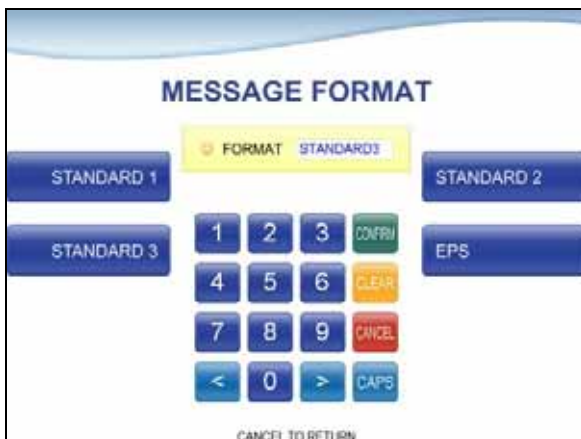 MESSAGE FORMAT
FORMAT STANDARD3
STANDARD 1
STANDARD 2
STANDARD 3
EPS
1 2 3 CONFIRM
4 5 6 CLEAR
7 8 9 CANCEL
< 0 > CAPS
CANCEL TO RETURN